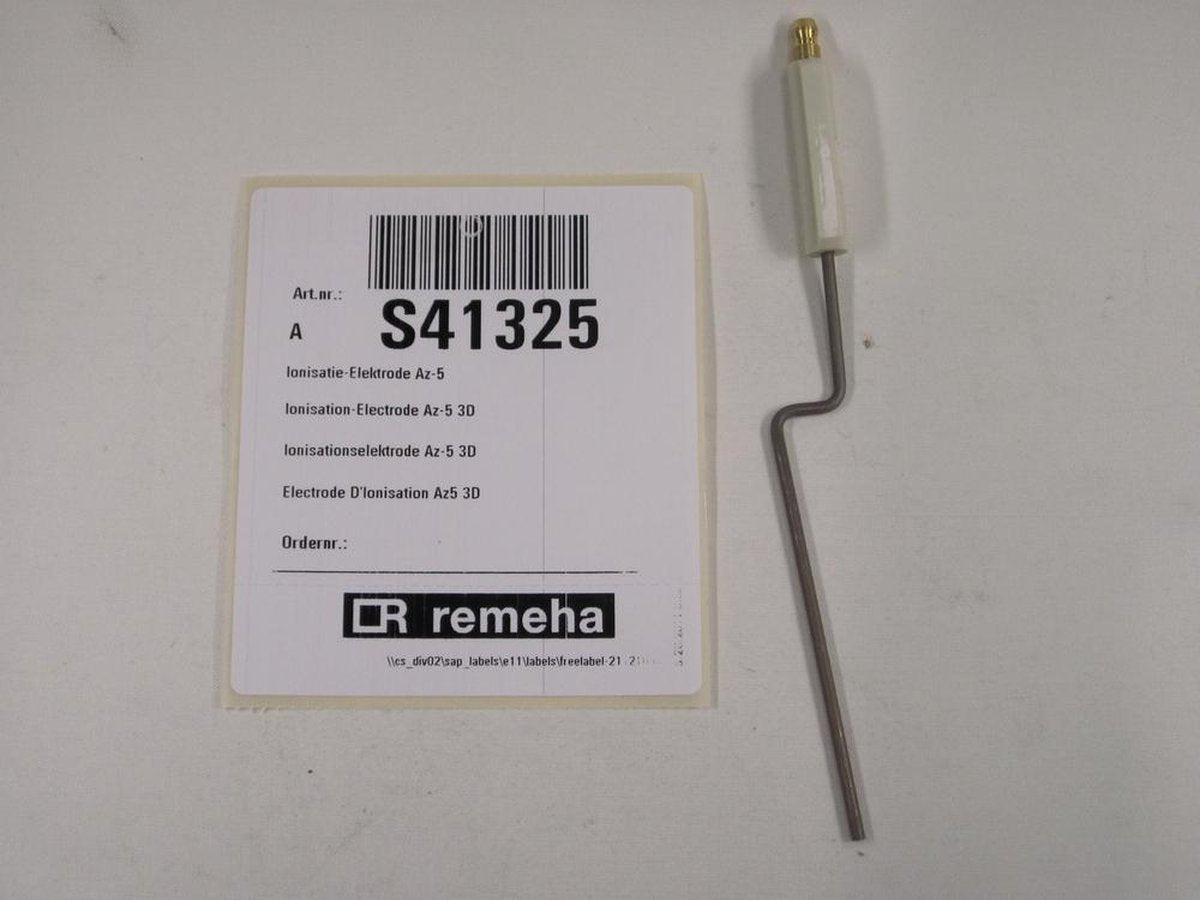 Art.nr.:
A S41325
Ionisatie-Elektrode Az-5
Ionisation-Electrode Az-5 3D
Ionisationselektrode Az-5 3D
Electrode D'Ionisation Az5 3D
Ordernr.:
remeha
\\cs_div02\sap_labels\e11\labels\freelabel-21